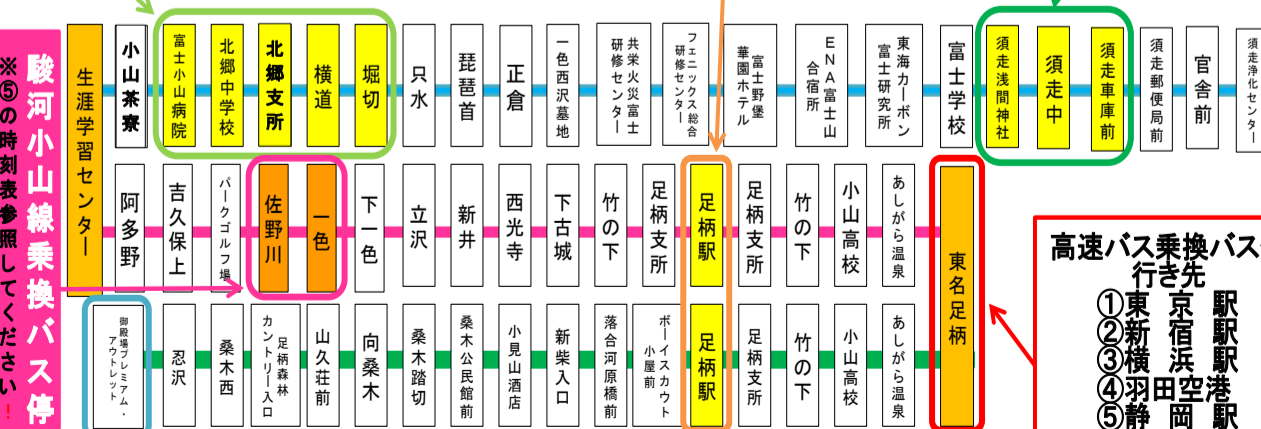 駿河小山線乗換バス停
※⑤の時刻表参照してください!
生涯学習センター
小山茶寮
富士小山病院
北郷中学校
北郷支所
横道
堀切
只水
琵琶首
正倉
一色西沢墓地
共栄火災富士研修センター
フェニックス総合研修センター
富士野堡華園ホテル
ENA富士山合宿所
東海カーボン富士研究所
富士学校
須走浅間神社
須走中
須走車庫前
須走郵便局前
官舎前
須走浄化センター
阿多野
吉久保上
パークゴルフ場
佐野川
一色
下一色
立沢
新井
西光寺
下古城
竹の下
足柄支所
足柄駅
足柄支所
竹の下
小山高校
あしがら温泉
東名足柄
御殿場プレミアム・アウトレット
忍沢
桑木西
足柄森林カントリー入口
山久荘前
向桑木
桑木踏切
桑木公民館前
小見山酒店
新柴入口
落合河原橋前
ボーイスカウト小屋前
足柄駅
足柄支所
竹の下
小山高校
あしがら温泉
高速バス乗換バス
行き先
①東京駅
②新宿駅
③横浜駅
④羽田空港
⑤静岡駅